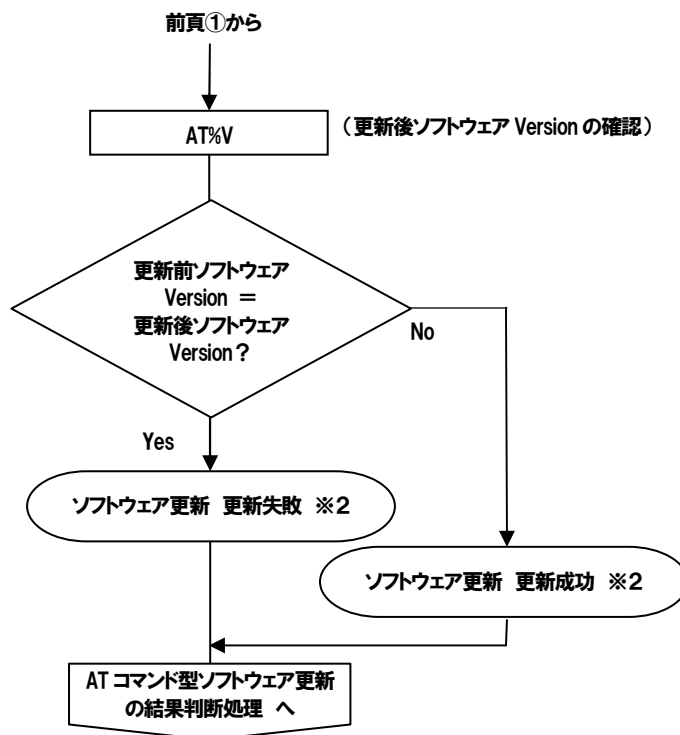 前頁①から
AT%V
（更新後ソフトウェア Version の確認）
更新前ソフトウェア
Version ＝
更新後ソフトウェア
Version？
No
Yes
ソフトウェア更新 更新失敗 ※２
ソフトウェア更新 更新成功 ※２
AT コマンド型ソフトウェア更新
の結果判断処理 へ